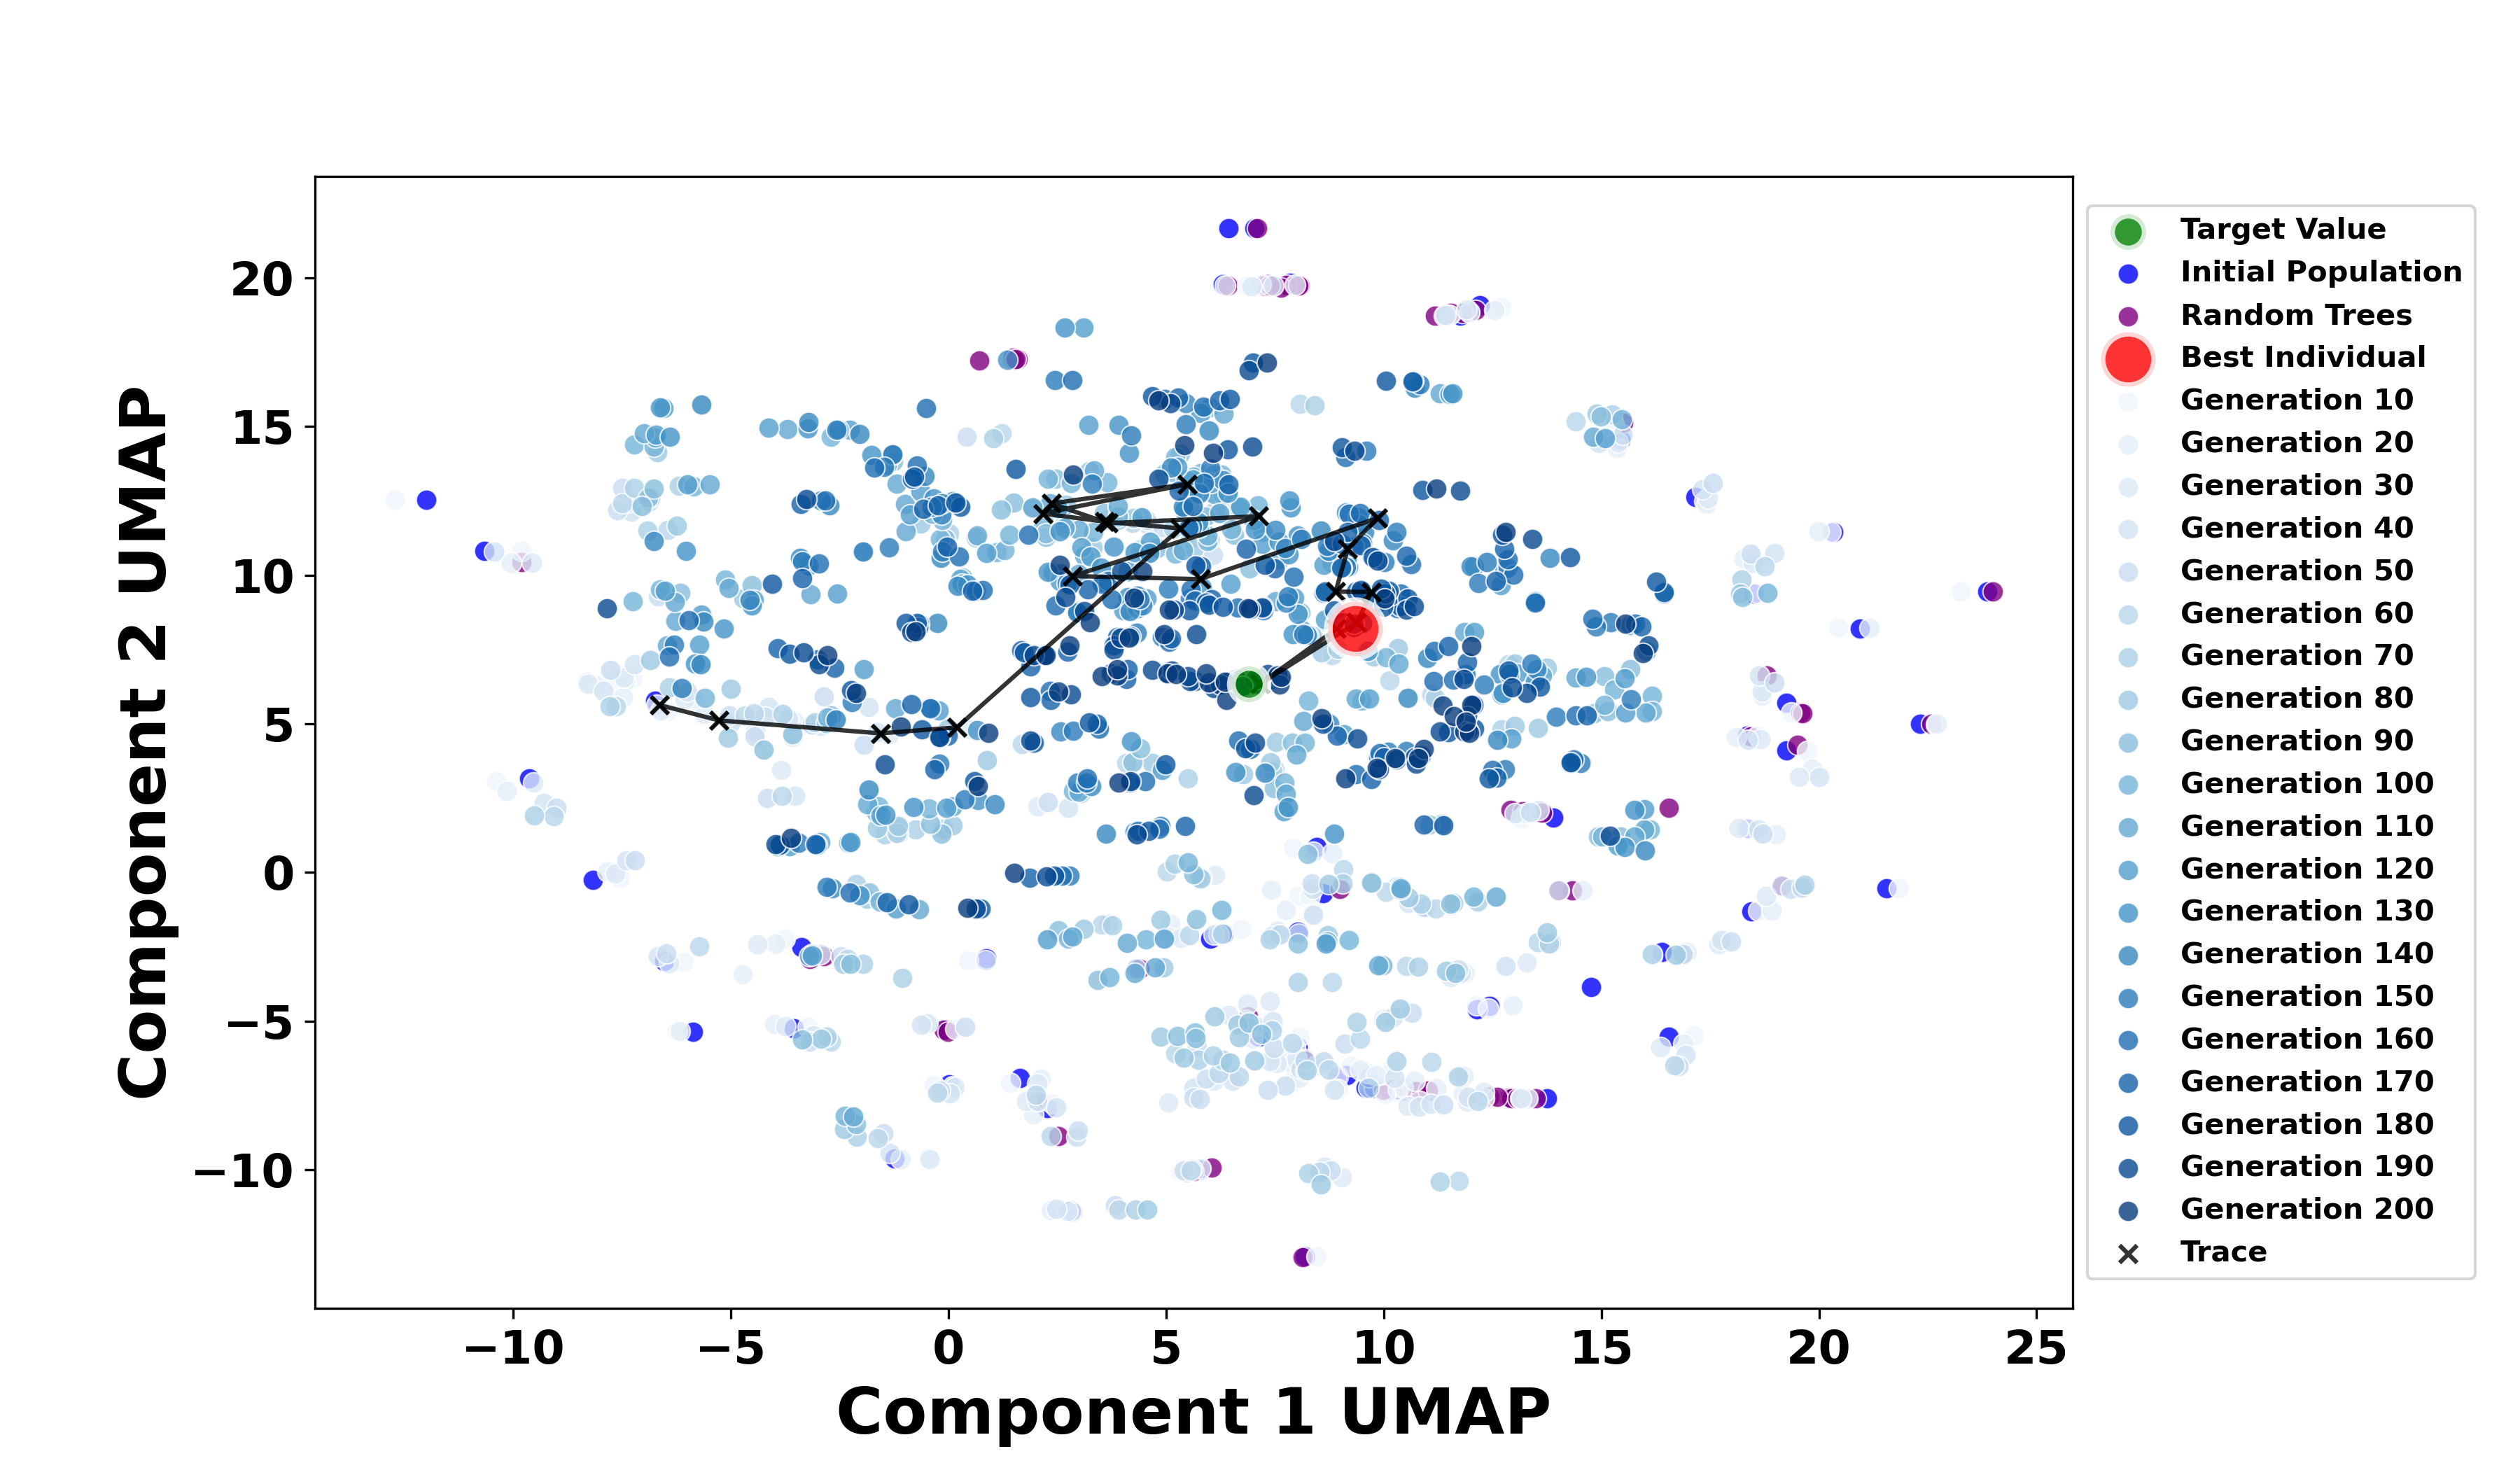 Component 2 UMAP
20
15
10
5
0
−5
−10
−10
−5
0
5
10
15
20
25
Component 1 UMAP
Target Value
Initial Population
Random Trees
Best Individual
Generation 10
Generation 20
Generation 30
Generation 40
Generation 50
Generation 60
Generation 70
Generation 80
Generation 90
Generation 100
Generation 110
Generation 120
Generation 130
Generation 140
Generation 150
Generation 160
Generation 170
Generation 180
Generation 190
Generation 200
Trace